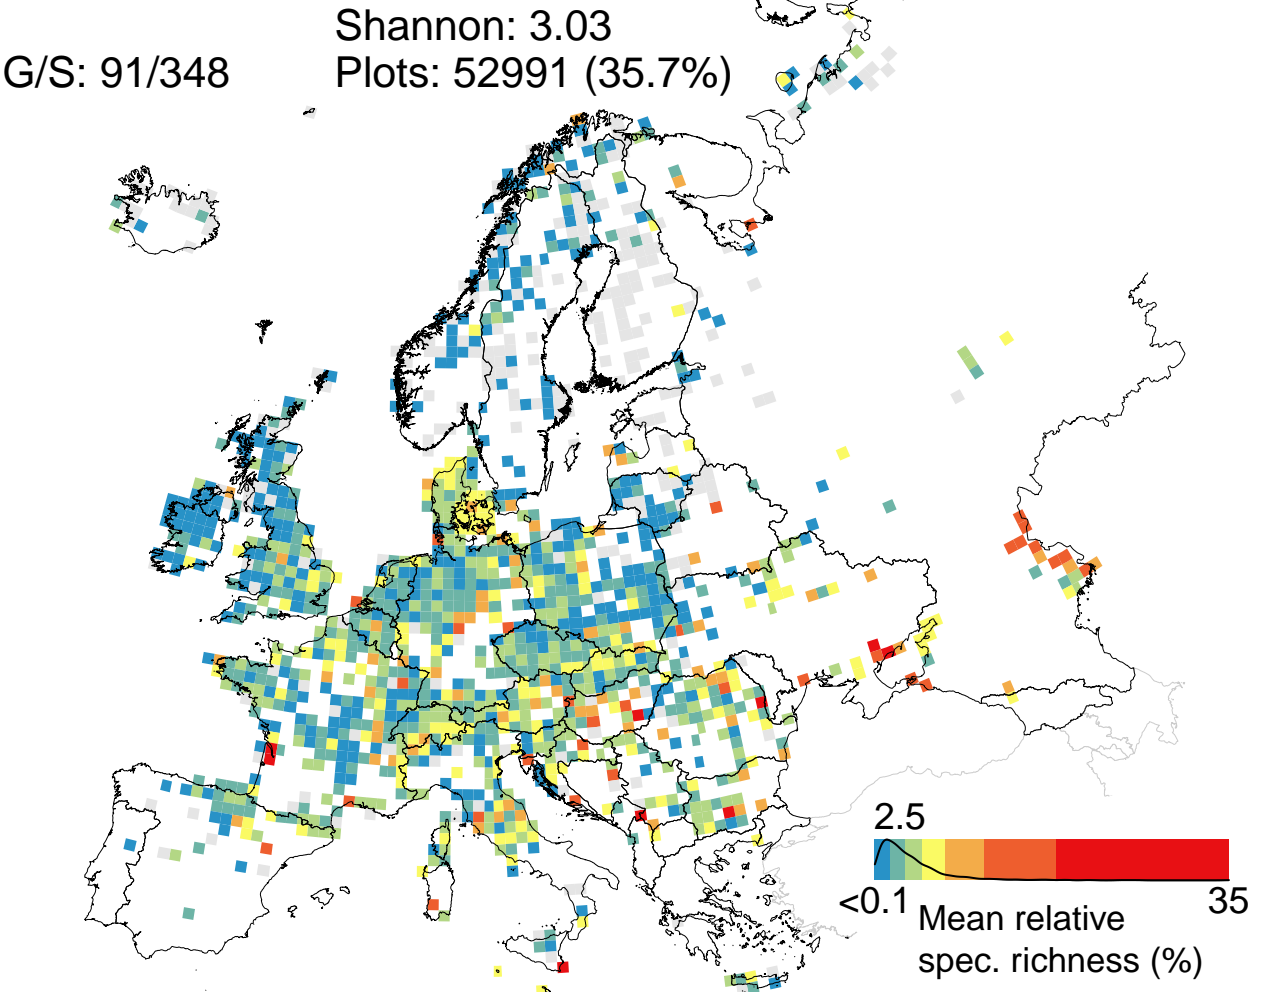 Shannon: 3.03
G/S: 91/348
Plots: 52991 (35.7%)
2.5
<0.1
35
Mean relative
spec. richness (%)